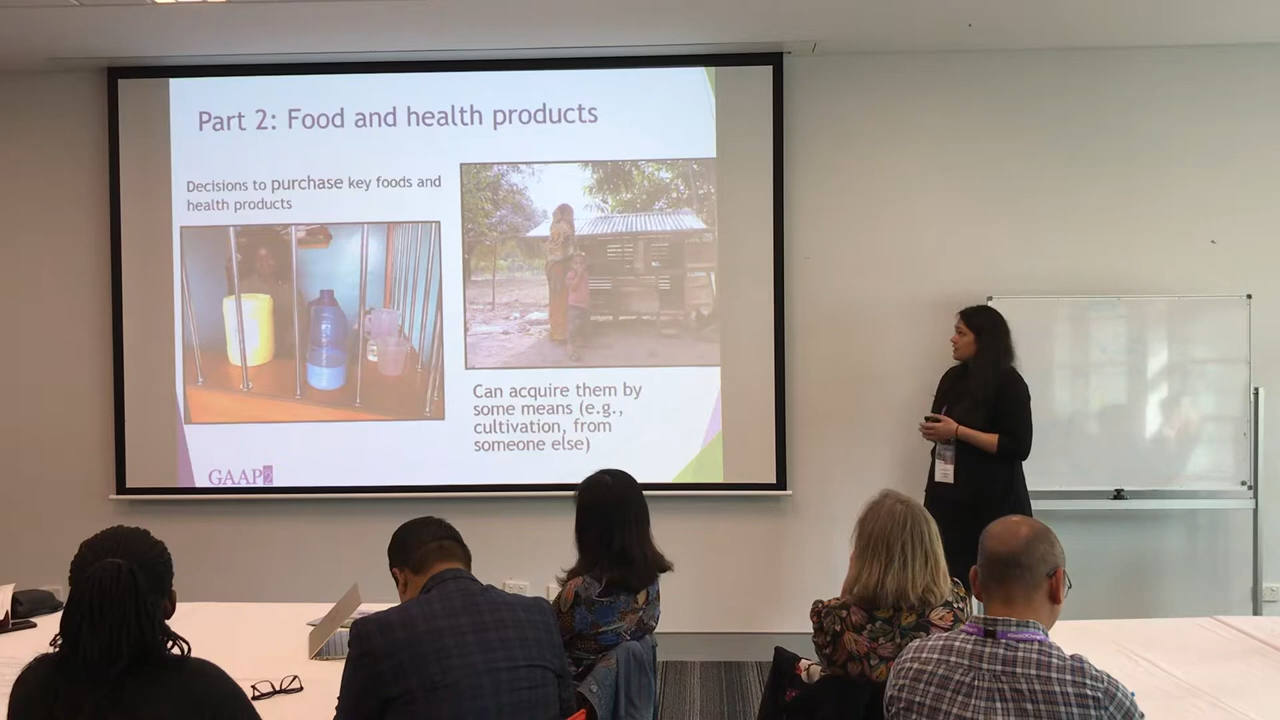 Part 2: Food and health products
Decisions to purchase key foods and
health products
Can acquire them by
some means (e.g.,
cultivation, from
someone else)
GAAP2